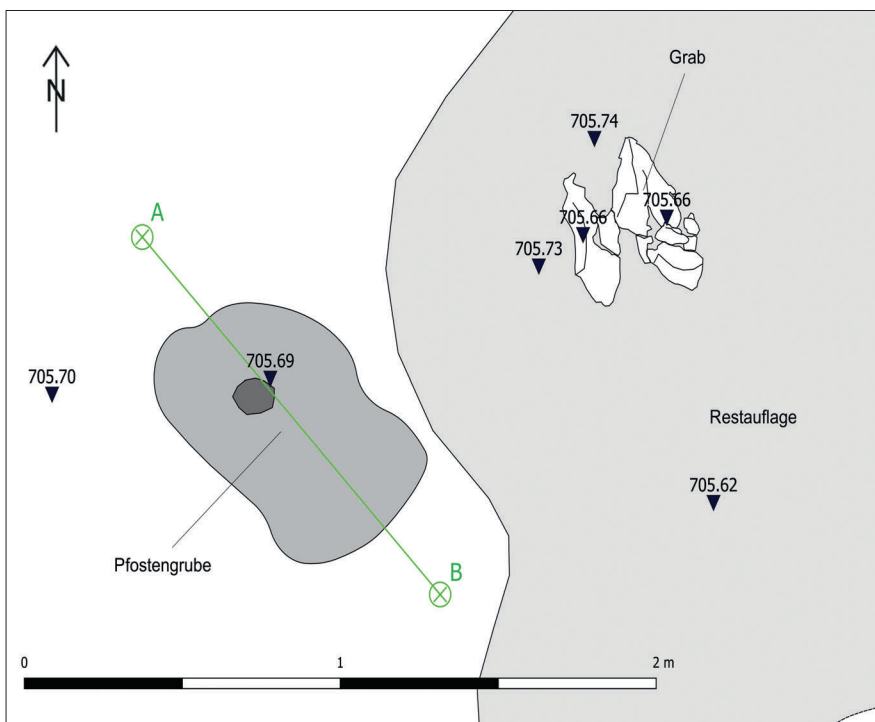 N
Grab
705.74
705.66
705.66
705.73
A
705.69
705.70
Restauflage
705.62
Pfostengrube
B
0
1
2 m